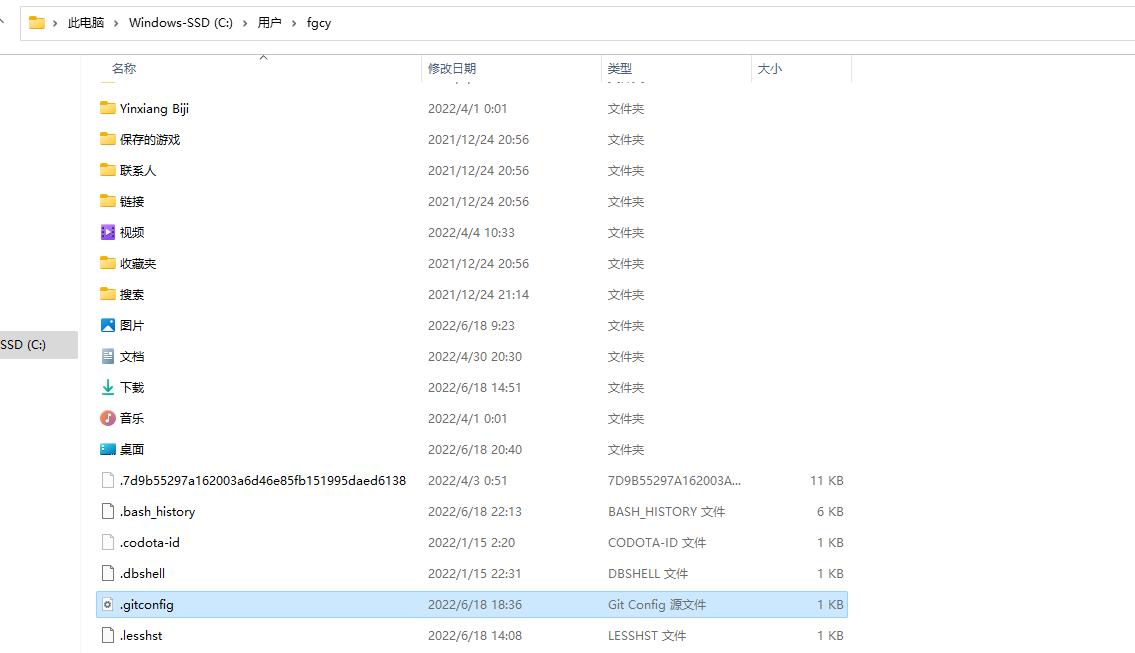 此电脑 Windows-SSD (C:) 用户 fgcy
名称 修改日期 类型 大小
Yinxiang Biji 2022/4/1 0:01 文件夹
保存的游戏 2021/12/24 20:56 文件夹
联系人 2021/12/24 20:56 文件夹
链接 2021/12/24 20:56 文件夹
视频 2022/4/4 10:33 文件夹
收藏夹 2021/12/24 20:56 文件夹
搜索 2021/12/24 21:14 文件夹
图片 2022/6/18 9:23 文件夹
SSD (C:)
文档 2022/4/30 20:30 文件夹
下载 2022/6/18 14:51 文件夹
音乐 2022/4/1 0:01 文件夹
桌面 2022/6/18 20:40 文件夹
.7d9b55297a162003a6d46e85fb151995daed6138 2022/4/3 0:51 7D9B55297A162003A... 11 KB
.bash_history 2022/6/18 22:13 BASH_HISTORY 文件 6 KB
.codota-id 2022/1/15 2:20 CODOTA-ID 文件 1 KB
.dbshell 2022/1/15 22:31 DBSHELL 文件 1 KB
.gitconfig 2022/6/18 18:36 Git Config 源文件 1 KB
.lesshst 2022/6/18 14:08 LESSHST 文件 1 KB